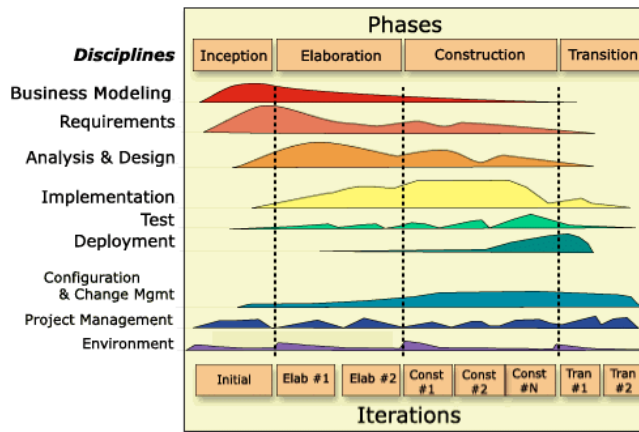 Phases
Disciplines
Inception
Elaboration
Construction
Transition
Business Modeling
Requirements
Analysis & Design
Implementation
Test
Deployment
Configuration
& Change Mgmt
Project Management
Environment
Initial
Elab #1
Elab #2
Const
#1
Const
#2
Const
#N
Tran
#1
Tran
#2
Iterations